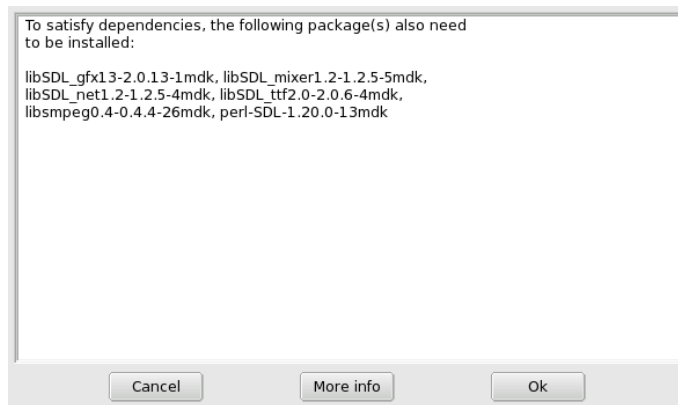 To satisfy dependencies, the following package(s) also need
to be installed:
libSDL_gfx13-2.0.13-1mdk, libSDL_mixer1.2-1.2.5-5mdk,
libSDL_net1.2-1.2.5-4mdk, libSDL_ttf2.0-2.0.6-4mdk,
libsmpeg0.4-0.4.4-26mdk, perl-SDL-1.20.0-13mdk
Cancel
More info
Ok